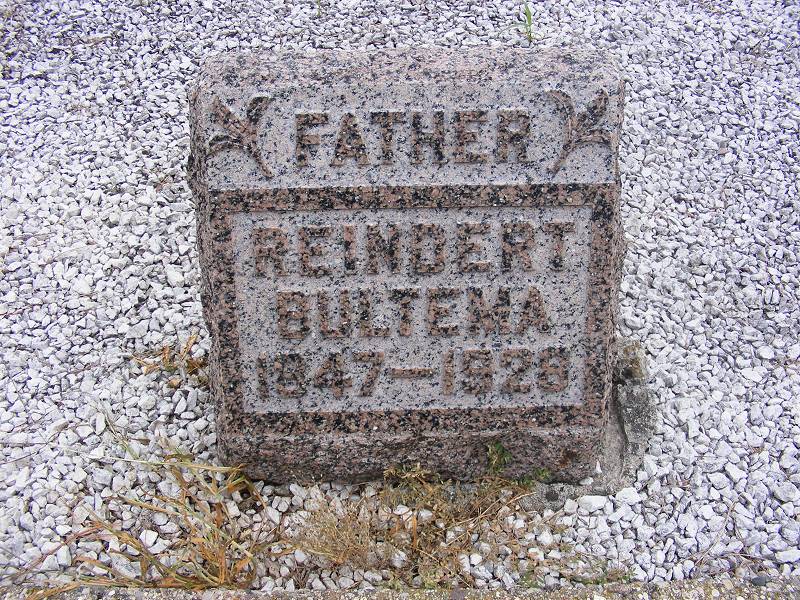 FATHER
REINDERT
BULTEMA
1847–1929